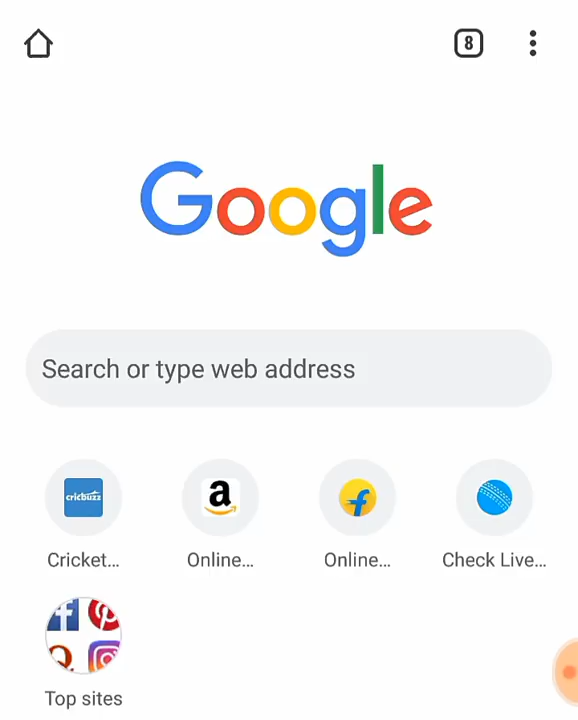 8
Google
Search or type web address
cricbuzz
a
f
Cricket...
Online...
Online...
Check Live...
Top sites